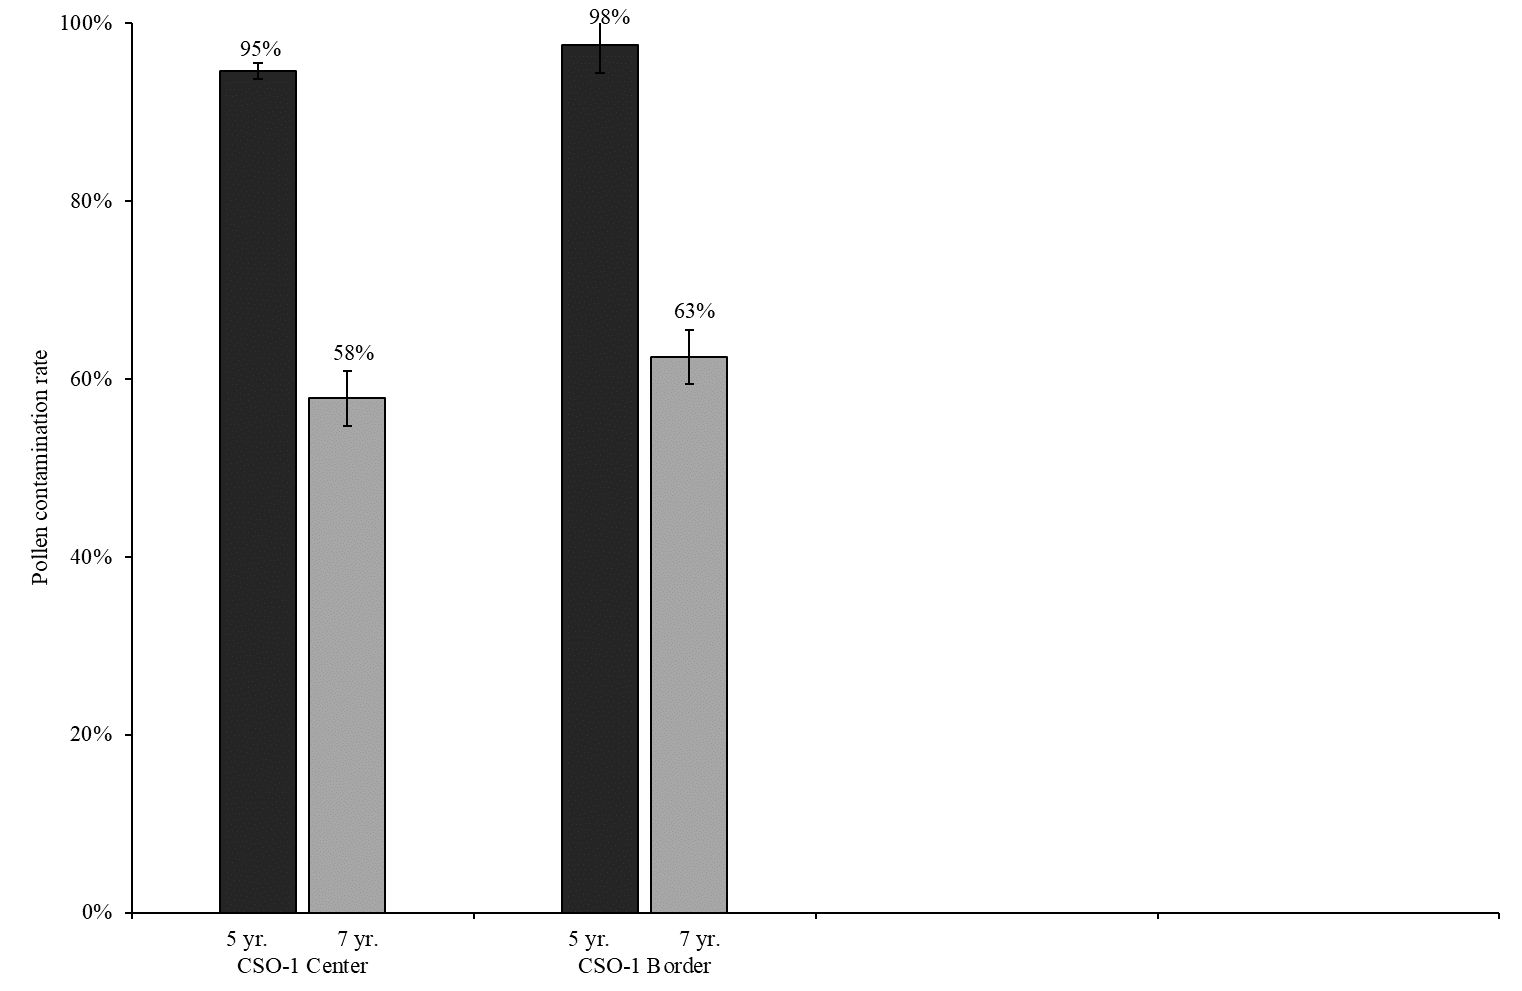 100%
80%
60%
40%
20%
0%
Pollen contamination rate
95%
58%
98%
63%
5 yr.
7 yr.
5 yr.
7 yr.
CSO-1 Center
CSO-1 Border